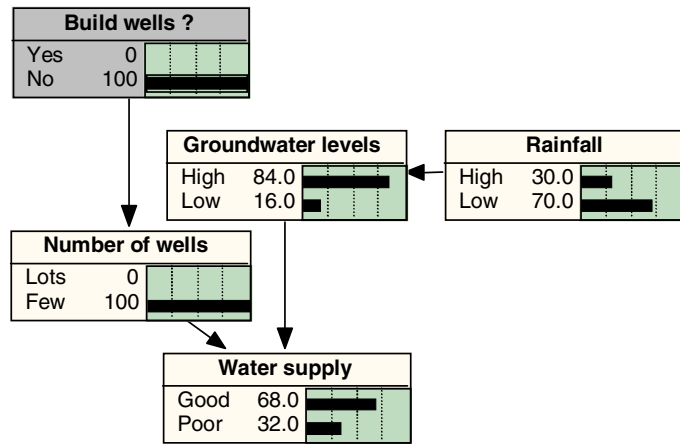 Build wells ?
Yes 0
No 100
Groundwater levels
High 84.0
Low 16.0
Rainfall
High 30.0
Low 70.0
Number of wells
Lots 0
Few 100
Water supply
Good 68.0
Poor 32.0